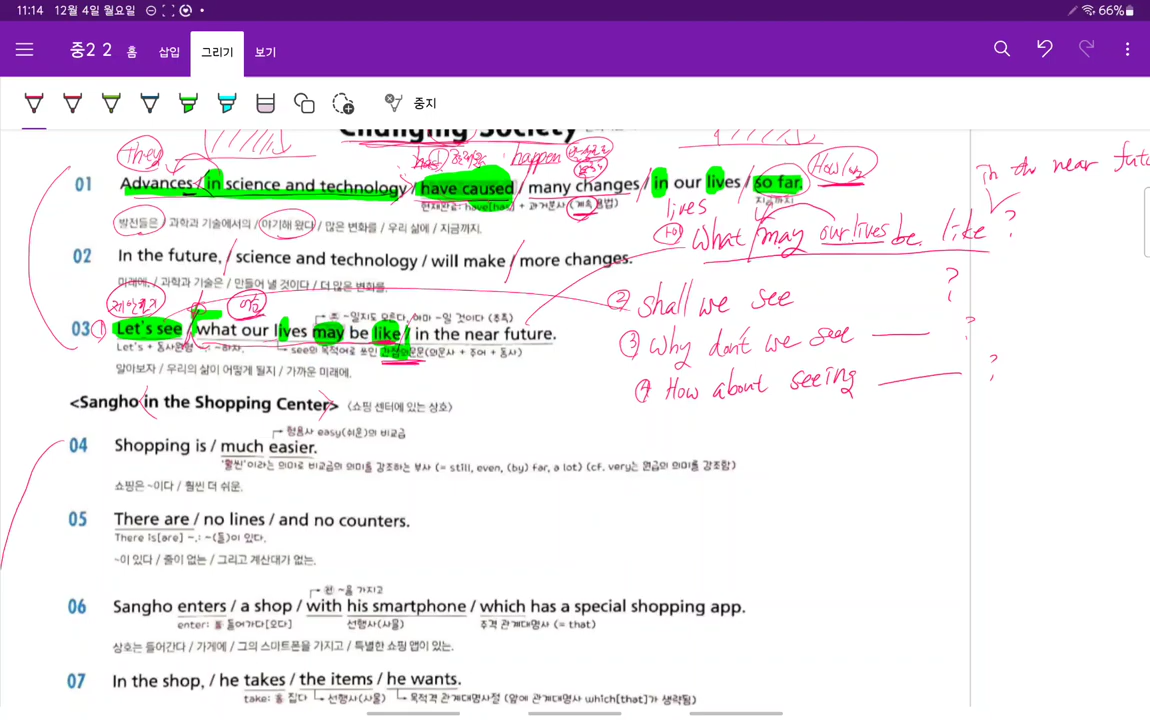 11:14 12월 4일 월요일 66%
중2 2 홈 삽입 그리기 보기
중지
Changing Society
they happen How long
in the near
01 Advances / in science and technology / have caused / many changes / in our lives / so far.
현재완료: have[has] + 과거분사 (계속 용법) 지금까지
발전들은 / 과학과 기술에서의 / 야기해 왔다 / 많은 변화를 / 우리 삶에 / 지금까지.
lives
What may our lives be like ?
02 In the future, / science and technology / will make / more changes.
미래에, / 과학과 기술은 / 만들어 낼 것이다 / 더 많은 변화를.
② shall we see ?
03 ① Let's see / what our lives may be like / in the near future.
조 ~일지도 모른다, 아마 ~일 것이다 (추측)
Let's + 동사원형 ~: ~하자. see의 목적어로 쓰인 간접의문문(의문사 + 주어 + 동사)
③ Why don't we see ?
알아보자 / 우리의 삶이 어떻게 될지 / 가까운 미래에.
④ How about seeing ?
<Sangho in the Shopping Center> 〈쇼핑 센터에 있는 상호〉
형용사 easy(쉬운)의 비교급
04 Shopping is / much easier.
'훨씬'이라는 의미로 비교급의 의미를 강조하는 부사 (= still, even, (by) far, a lot) (cf. very는 원급의 의미를 강조함)
쇼핑은 ~이다 / 훨씬 더 쉬운.
05 There are / no lines / and no counters.
There is[are] ~.: ~(들)이 있다.
~이 있다 / 줄이 없는 / 그리고 계산대가 없는.
전 ~을 가지고
06 Sangho enters / a shop / with his smartphone / which has a special shopping app.
enter: 동 들어가다[오다] 선행사(사물) 주격 관계대명사 (= that)
상호는 들어간다 / 가게에 / 그의 스마트폰을 가지고 / 특별한 쇼핑 앱이 있는.
07 In the shop, / he takes / the items / he wants.
take: 동 집다 선행사(사물) 목적격 관계대명사절 (앞에 관계대명사 which[that]가 생략됨)